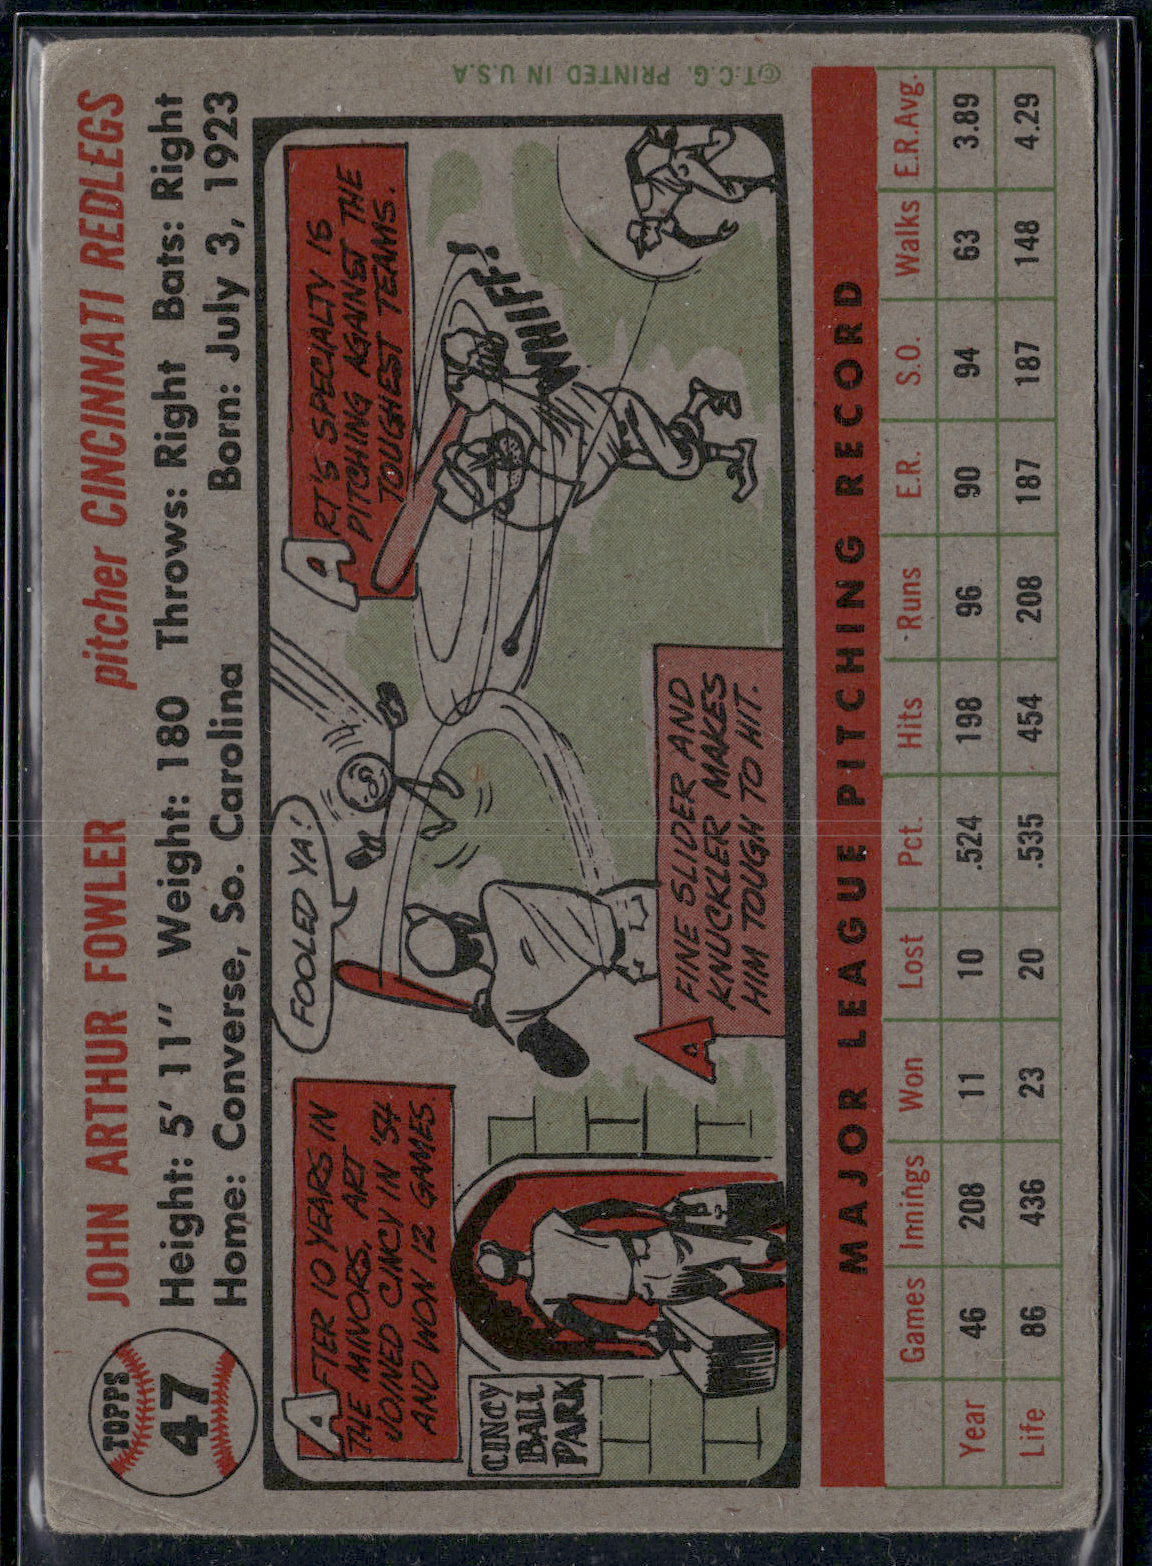 TOPPS
47
JOHN ARTHUR FOWLER pitcher CINCINNATI REDLEGS
Height: 5' 11" Weight: 180 Throws: Right Bats: Right
Home: Converse, So. Carolina Born: July 3, 1923
AFTER 10 YEARS IN
THE MINORS, ART
JOINED CINCY IN '54
AND WON 12 GAMES.
CINCY
BALL
PARK
FOOLED YA!
A FINE SLIDER AND
KNUCKLER MAKES
HIM TOUGH TO HIT.
ART'S SPECIALTY IS
PITCHING AGAINST THE
TOUGHEST TEAMS.
WHIFF!
©T.C.G. PRINTED IN U.S.A
MAJOR LEAGUE PITCHING RECORD
Games Innings Won Lost Pct. Hits Runs E.R. S.O. Walks E.R.Avg.
Year 46 208 11 10 .524 198 96 90 94 63 3.89
Life 86 436 23 20 .535 454 208 187 187 148 4.29